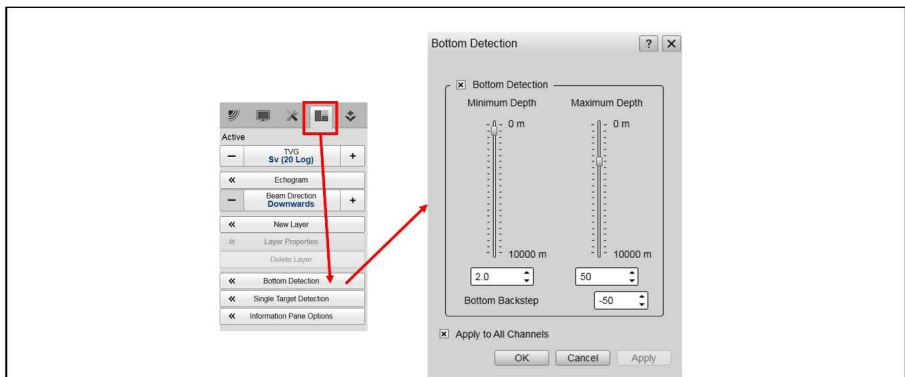 Active
TVG
Sv (20 Log)
Echogram
Beam Direction
Downwards
New Layer
Layer Properties
Delete Layer
Bottom Detection
Single Target Detection
Information Pane Options
Bottom Detection
Bottom Detection
Minimum Depth Maximum Depth
0 m 0 m
10000 m 10000 m
2.0 50
Bottom Backstep -50
Apply to All Channels
OK Cancel Apply